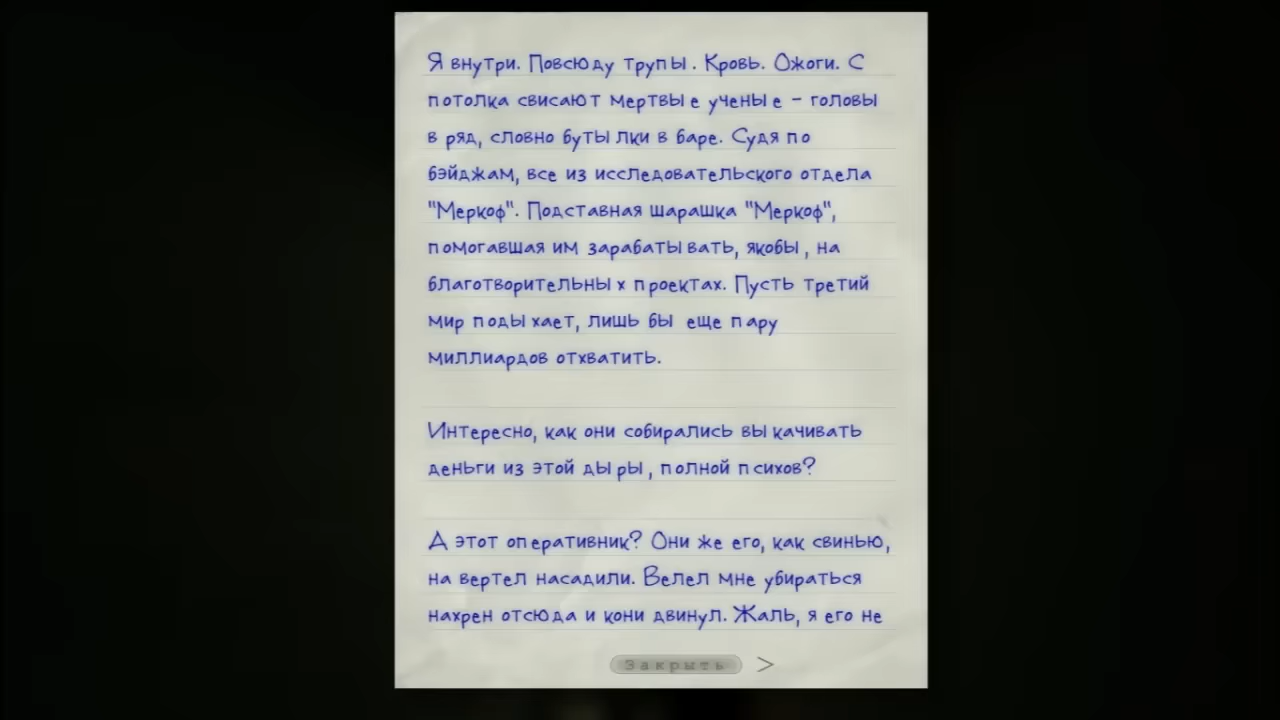 Я внутри. Повсюду трупы. Кровь. Ожоги. С
потолка свисают мертвые ученые - головы
в ряд, словно бутылки в баре. Судя по
бэйджам, все из исследовательского отдела
"Меркоф". Подставная шарашка "Меркоф",
помогавшая им зарабатывать, якобы, на
благотворительных проектах. Пусть третий
мир подыхает, лишь бы еще пару
миллиардов отхватить.
Интересно, как они собирались выкачивать
деньги из этой дыры, полной психов?
А этот оперативник? Они же его, как свинью,
на вертел насадили. Велел мне убираться
нахрен отсюда и кони двинул. Жаль, я его не
Закрыть >